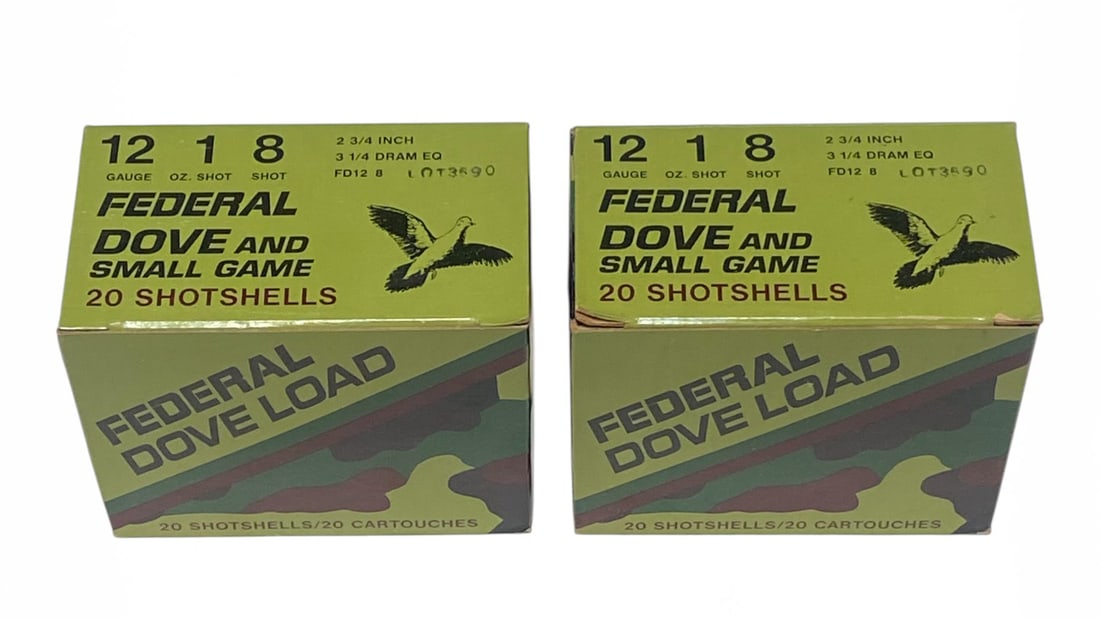 12 1 8
GAUGE OZ. SHOT SHOT
2 3/4 INCH
3 1/4 DRAM EQ
FD12 8 LOT3590
FEDERAL
DOVE AND
SMALL GAME
20 SHOTSHELLS
FEDERAL
DOVE LOAD
20 SHOTSHELLS/20 CARTOUCHES
12 1 8
GAUGE OZ. SHOT SHOT
2 3/4 INCH
3 1/4 DRAM EQ
FD12 8 LOT3590
FEDERAL
DOVE AND
SMALL GAME
20 SHOTSHELLS
FEDERAL
DOVE LOAD
20 SHOTSHELLS/20 CARTOUCHES